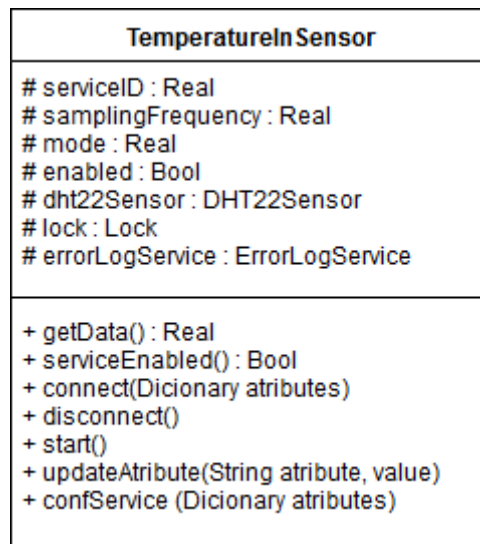 TemperatureInSensor
# serviceID : Real
# samplingFrequency : Real
# mode : Real
# enabled : Bool
# dht22Sensor : DHT22Sensor
# lock : Lock
# errorLogService : ErrorLogService
+ getData() : Real
+ serviceEnabled() : Bool
+ connect(Dicionary atributes)
+ disconnect()
+ start()
+ updateAtribute(String atribute, value)
+ confService (Dicionary atributes)